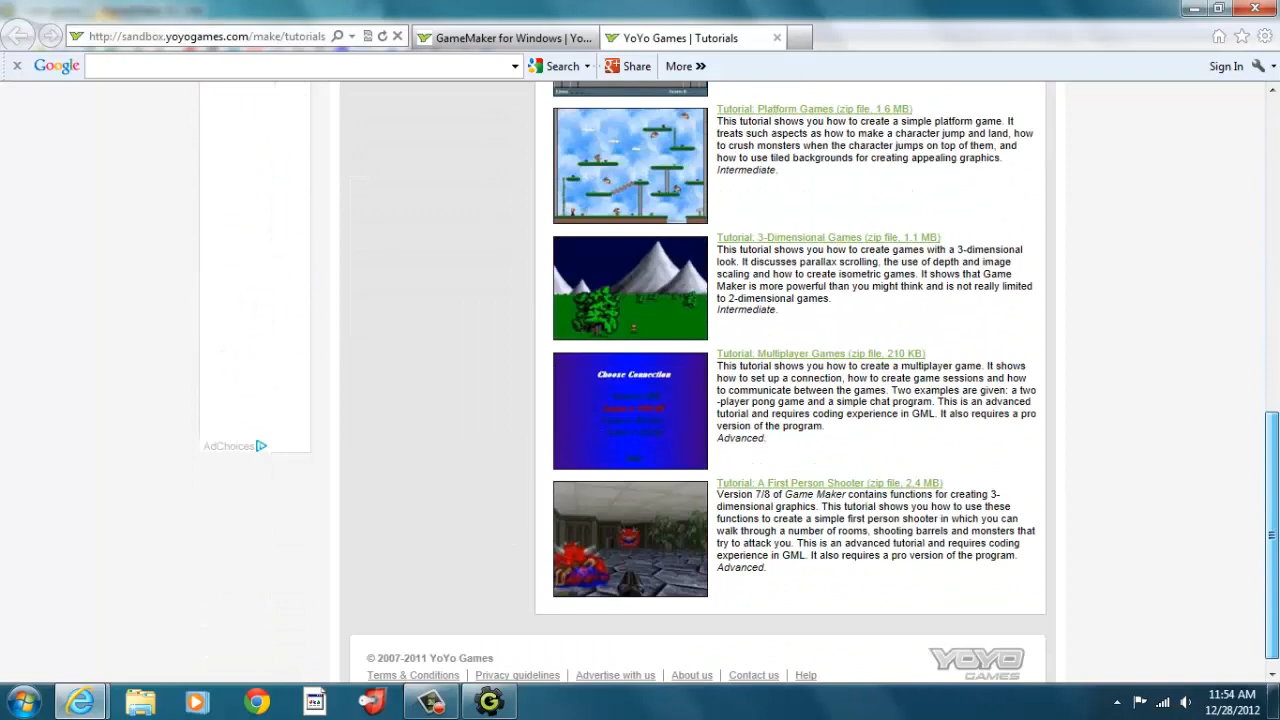 http://sandbox.yoyogames.com/make/tutorials
GameMaker for Windows | Yo...
YoYo Games | Tutorials
Google
Search
Share
More
Sign In
Tutorial: Platform Games (zip file, 1.6 MB)
This tutorial shows you how to create a simple platform game. It
treats such aspects as how to make a character jump and land, how
to crush monsters when the character jumps on top of them, and
how to use tiled backgrounds for creating appealing graphics.
Intermediate.
Tutorial: 3-Dimensional Games (zip file, 1.1 MB)
This tutorial shows you how to create games with a 3-dimensional
look. It discusses parallax scrolling, the use of depth and image
scaling and how to create isometric games. It shows that Game
Maker is more powerful than you might think and is not really limited
to 2-dimensional games.
Intermediate.
Choose Connection
Tutorial: Multiplayer Games (zip file, 210 KB)
This tutorial shows you how to create a multiplayer game. It shows
how to set up a connection, how to create game sessions and how
to communicate between the games. Two examples are given: a two
-player pong game and a simple chat program. This is an advanced
tutorial and requires coding experience in GML. It also requires a pro
version of the program.
Advanced.
AdChoices
Tutorial: A First Person Shooter (zip file, 2.4 MB)
Version 7/8 of Game Maker contains functions for creating 3-
dimensional graphics. This tutorial shows you how to use these
functions to create a simple first person shooter in which you can
walk through a number of rooms, shooting barrels and monsters that
try to attack you. This is an advanced tutorial and requires coding
experience in GML. It also requires a pro version of the program.
Advanced.
© 2007-2011 YoYo Games
Terms & Conditions | Privacy guidelines | Advertise with us | About us | Contact us | Help
YOYO
GAMES
11:54 AM
12/28/2012